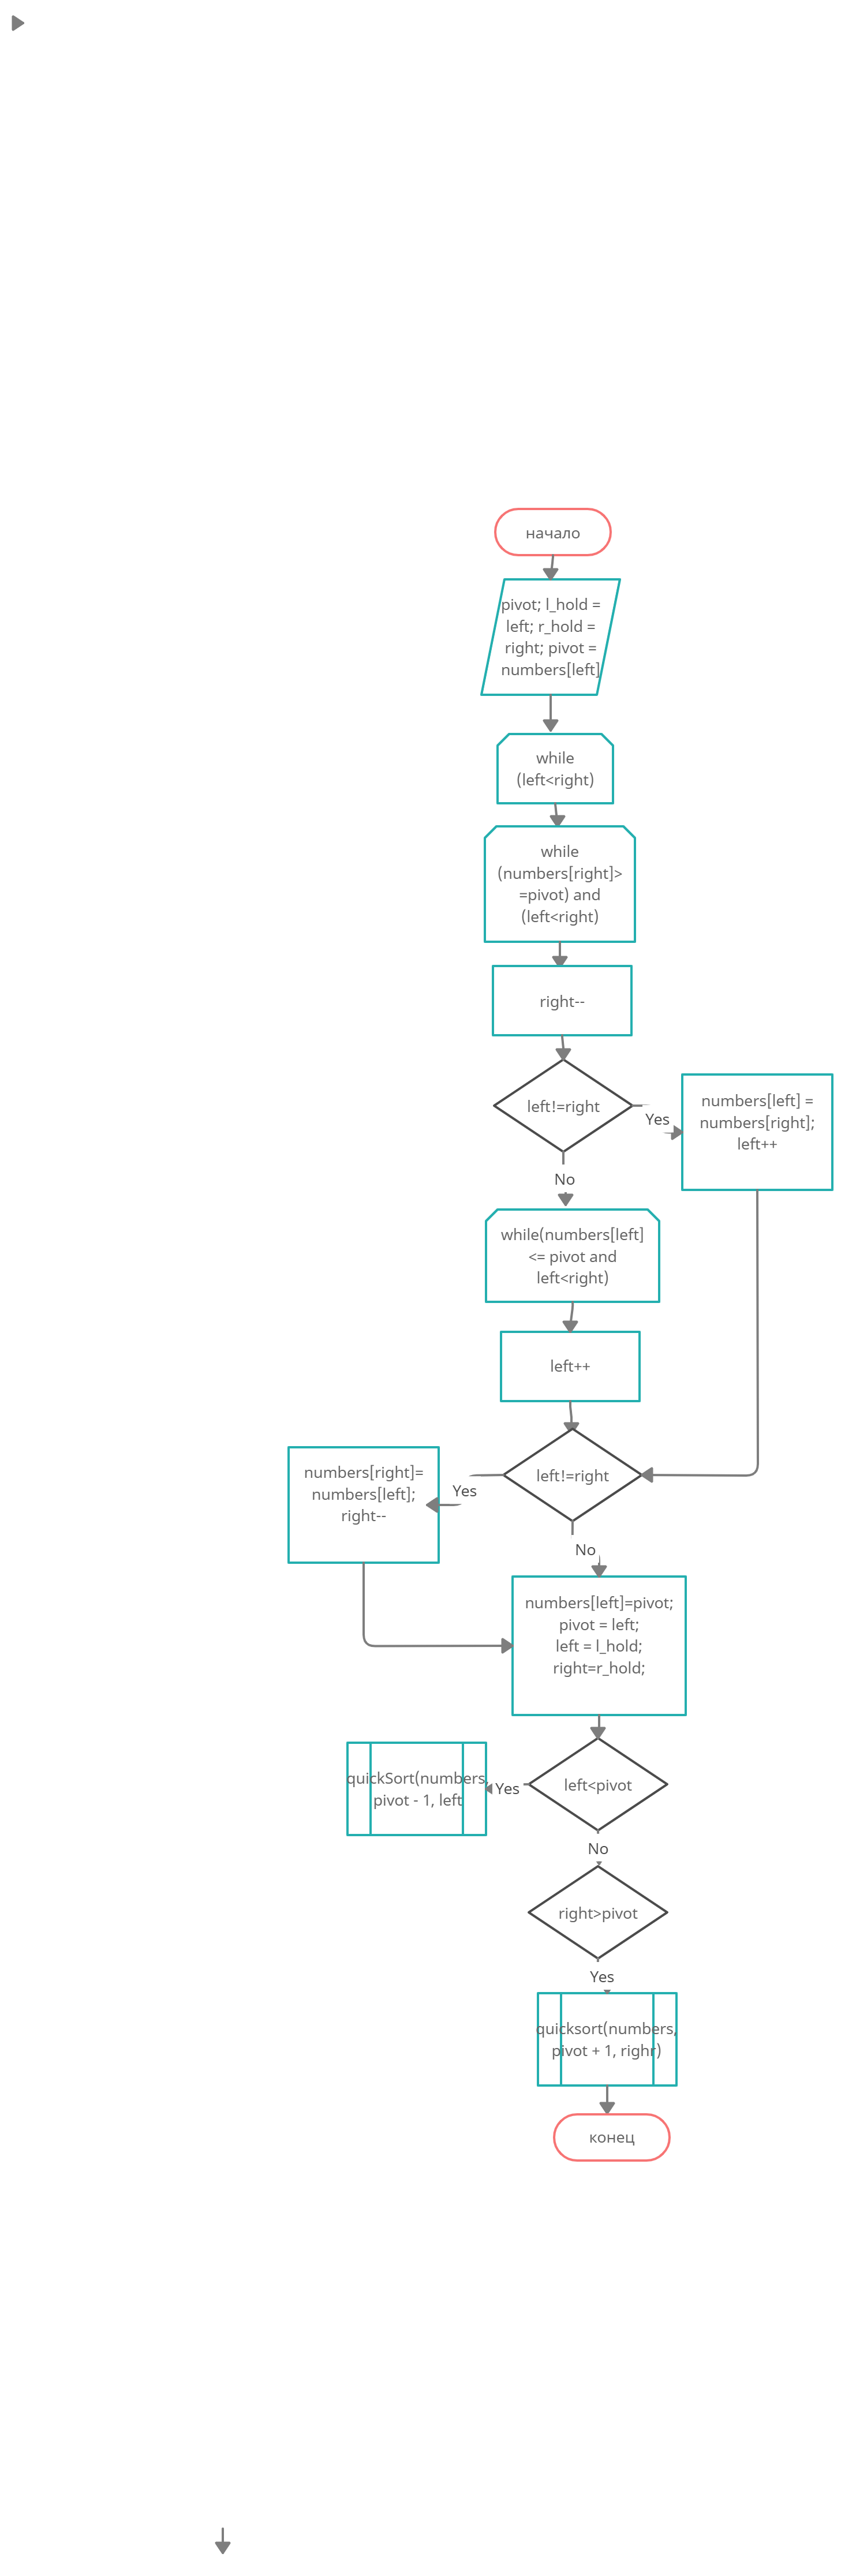 начало
pivot; l_hold =
left; r_hold =
right; pivot =
numbers[left]
while
(left<right)
while
(numbers[right]>
=pivot) and
(left<right)
right--
left!=right
Yes
numbers[left] =
numbers[right];
left++
No
while(numbers[left]
<= pivot and
left<right)
left++
left!=right
Yes
numbers[right]=
numbers[left];
right--
No
numbers[left]=pivot;
pivot = left;
left = l_hold;
right=r_hold;
left<pivot
Yes
quickSort(numbers,
pivot - 1, left
No
right>pivot
Yes
quicksort(numbers,
pivot + 1, righr)
конец